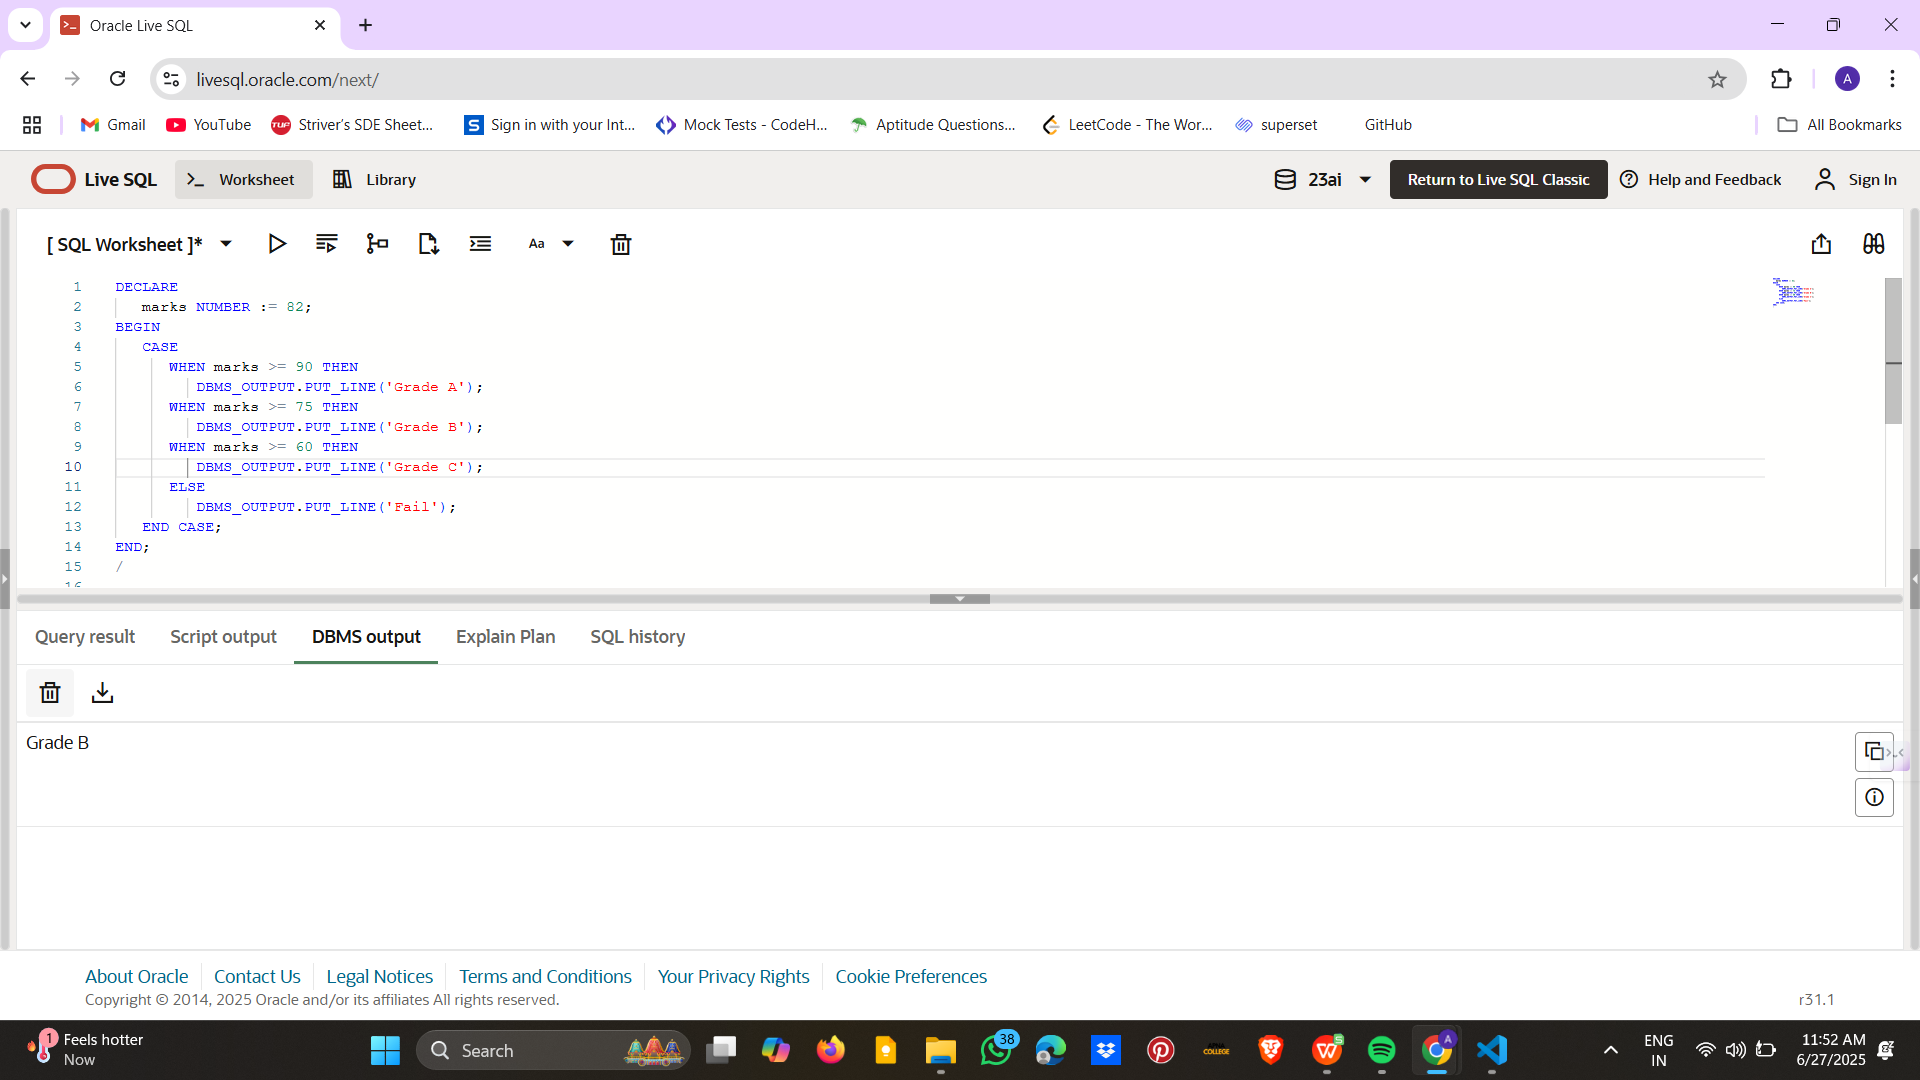 Oracle Live SQL
livesql.oracle.com/next/
A
Gmail YouTube Striver's SDE Sheet... Sign in with your Int... Mock Tests - CodeH... Aptitude Questions... LeetCode - The Wor... superset GitHub All Bookmarks
Live SQL Worksheet Library 23ai Return to Live SQL Classic Help and Feedback Sign In
[ SQL Worksheet ]* Aa
1 DECLARE
2 marks NUMBER := 82;
3 BEGIN
4 CASE
5 WHEN marks >= 90 THEN
6 DBMS_OUTPUT.PUT_LINE('Grade A');
7 WHEN marks >= 75 THEN
8 DBMS_OUTPUT.PUT_LINE('Grade B');
9 WHEN marks >= 60 THEN
10 DBMS_OUTPUT.PUT_LINE('Grade C');
11 ELSE
12 DBMS_OUTPUT.PUT_LINE('Fail');
13 END CASE;
14 END;
15 /
16
Query result Script output DBMS output Explain Plan SQL history
Grade B
About Oracle Contact Us Legal Notices Terms and Conditions Your Privacy Rights Cookie Preferences
Copyright © 2014, 2025 Oracle and/or its affiliates All rights reserved. r31.1
1 Feels hotter
Now
Search
38
COLLEGE
ENG
IN
11:52 AM
6/27/2025